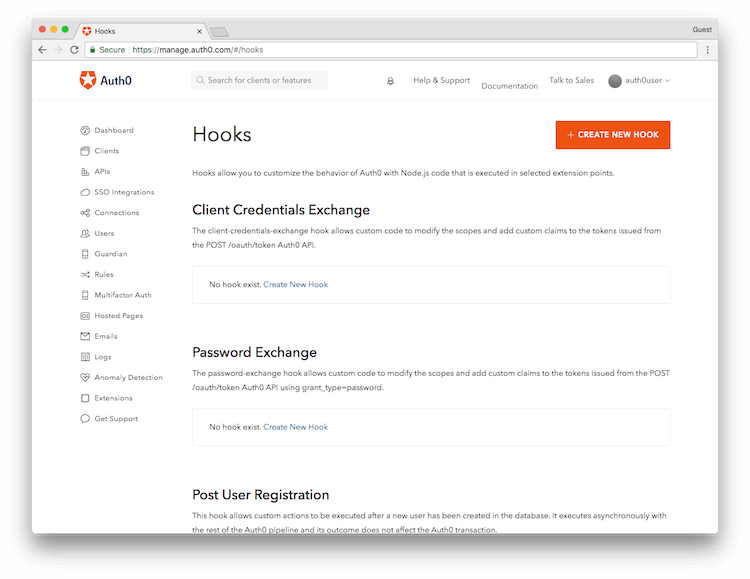 Hooks
Guest
Secure https://manage.auth0.com/#/hooks
Auth0
Search for clients or features
Help & Support
Documentation
Talk to Sales
auth0user
Dashboard
Clients
APIs
SSO Integrations
Connections
Users
Guardian
Rules
Multifactor Auth
Hosted Pages
Emails
Logs
Anomaly Detection
Extensions
Get Support
Hooks
+ CREATE NEW HOOK
Hooks allow you to customize the behavior of Auth0 with Node.js code that is executed in selected extension points.
Client Credentials Exchange
The client-credentials-exchange hook allows custom code to modify the scopes and add custom claims to the tokens issued from
the POST /oauth/token Auth0 API.
No hook exist. Create New Hook
Password Exchange
The password-exchange hook allows custom code to modify the scopes and add custom claims to the tokens issued from the POST
/oauth/token Auth0 API using grant_type=password.
No hook exist. Create New Hook
Post User Registration
This hook allows custom actions to be executed after a new user has been created in the database. It executes asynchronously with
the rest of the Auth0 pipeline and its outcome does not affect the Auth0 transaction.